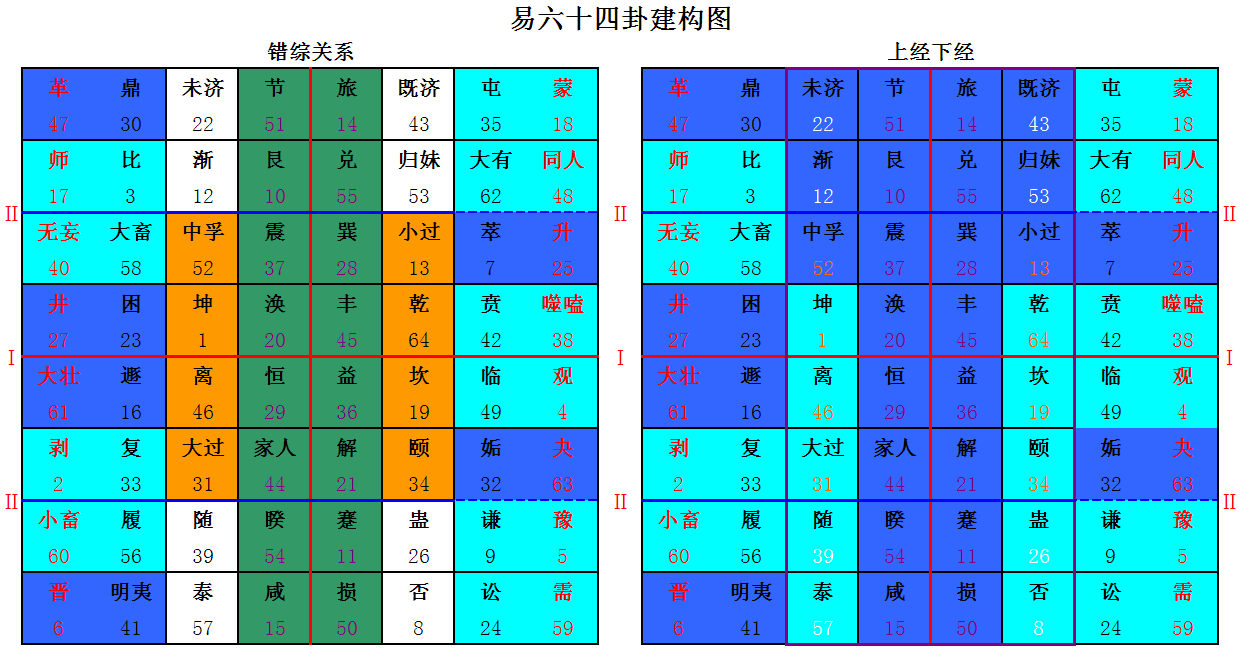 易六十四卦建构图
错综关系 上经下经
革 鼎 未济 节 旅 既济 屯 蒙 革 鼎 未济 节 旅 既济 屯 蒙
47 30 22 51 14 43 35 18 47 30 22 51 14 43 35 18
师 比 渐 艮 兑 归妹 大有 同人 师 比 渐 艮 兑 归妹 大有 同人
17 3 12 10 55 53 62 48 17 3 12 10 55 53 62 48
II II II
无妄 大畜 中孚 震 巽 小过 萃 升 无妄 大畜 中孚 震 巽 小过 萃 升
40 58 52 37 28 13 7 25 40 58 52 37 28 13 7 25
井 困 坤 涣 丰 乾 贲 噬嗑 井 困 坤 涣 丰 乾 贲 噬嗑
27 23 1 20 45 64 42 38 27 23 1 20 45 64 42 38
I I I
大壮 遯 离 恒 益 坎 临 观 大壮 遯 离 恒 益 坎 临 观
61 16 46 29 36 19 49 4 61 16 46 29 36 19 49 4
剥 复 大过 家人 解 颐 姤 夬 剥 复 大过 家人 解 颐 姤 夬
2 33 31 44 21 34 32 63 2 33 31 44 21 34 32 63
II II II
小畜 履 随 睽 蹇 蛊 谦 豫 小畜 履 随 睽 蹇 蛊 谦 豫
60 56 39 54 11 26 9 5 60 56 39 54 11 26 9 5
晋 明夷 泰 咸 损 否 讼 需 晋 明夷 泰 咸 损 否 讼 需
6 41 57 15 50 8 24 59 6 41 57 15 50 8 24 59